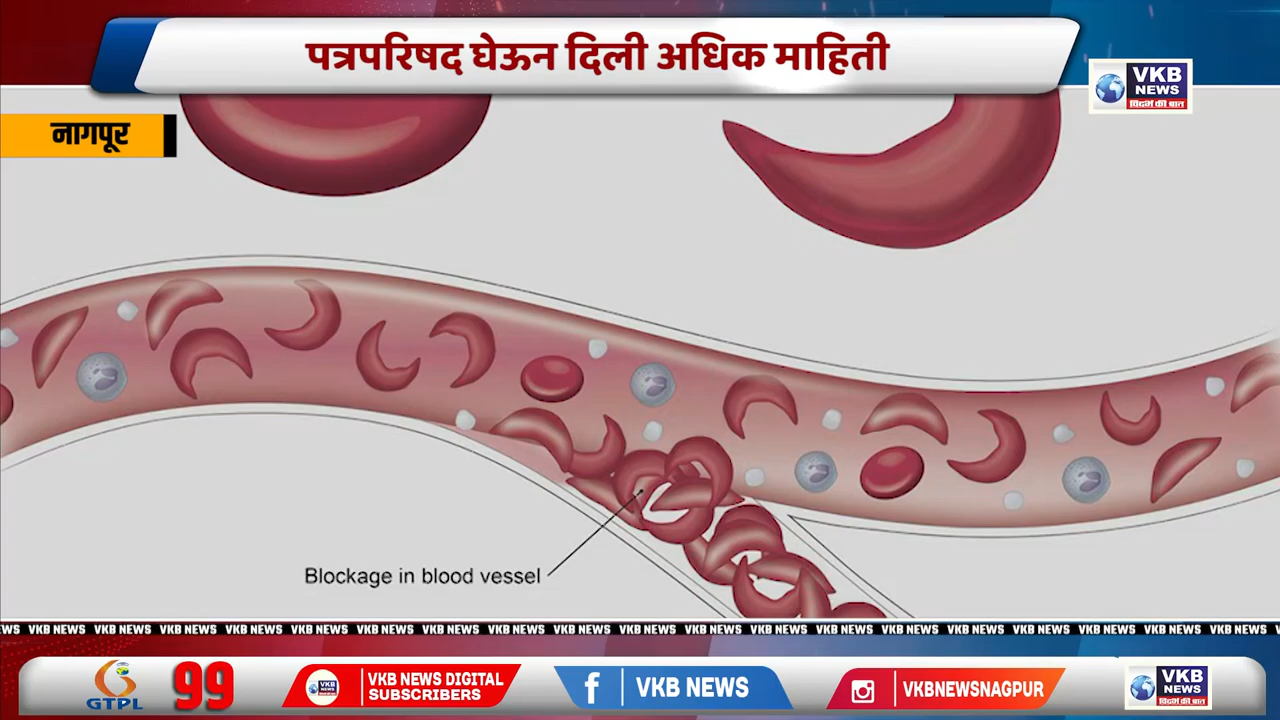 पत्रपरिषद घेऊन दिली अधिक माहिती
VKB
NEWS
विदर्भ की बात
नागपूर
Blockage in blood vessel
EWS VKB NEWS VKB NEWS VKB NEWS VKB NEWS VKB NEWS VKB NEWS VKB NEWS VKB NEWS VKB NEWS VKB NEWS VKB NEWS VKB NEWS VKB NEWS VKB NEWS VKB NEWS VKB NEWS VKB NEWS VKB NEWS VKB NEWS
GTPL
99
VKB
NEWS
VKB NEWS DIGITAL
SUBSCRIBERS
f
VKB NEWS
VKBNEWSNAGPUR
VKB
NEWS
विदर्भ की बात